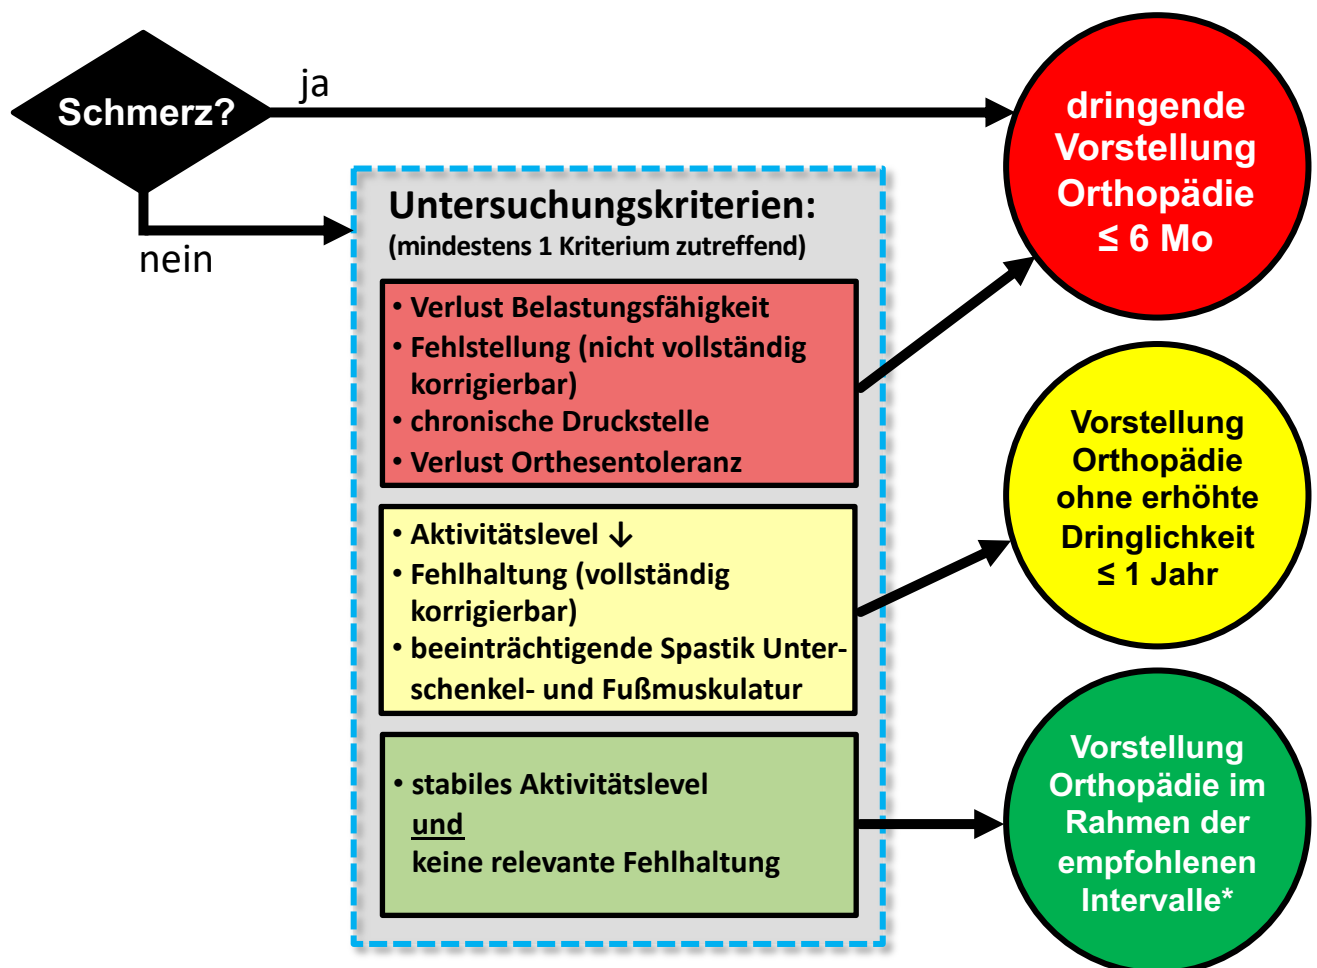 Schmerz?
ja
nein
Untersuchungskriterien:
(mindestens 1 Kriterium zutreffend)
• Verlust Belastungsfähigkeit
• Fehlstellung (nicht vollständig
korrigierbar)
• chronische Druckstelle
• Verlust Orthesentoleranz
• Aktivitätslevel ↓
• Fehlhaltung (vollständig
korrigierbar)
• beeinträchtigende Spastik Unter-
schenkel- und Fußmuskulatur
• stabiles Aktivitätslevel
und
keine relevante Fehlhaltung
dringende
Vorstellung
Orthopädie
≤ 6 Mo
Vorstellung
Orthopädie
ohne erhöhte
Dringlichkeit
≤ 1 Jahr
Vorstellung
Orthopädie im
Rahmen der
empfohlenen
Intervalle*